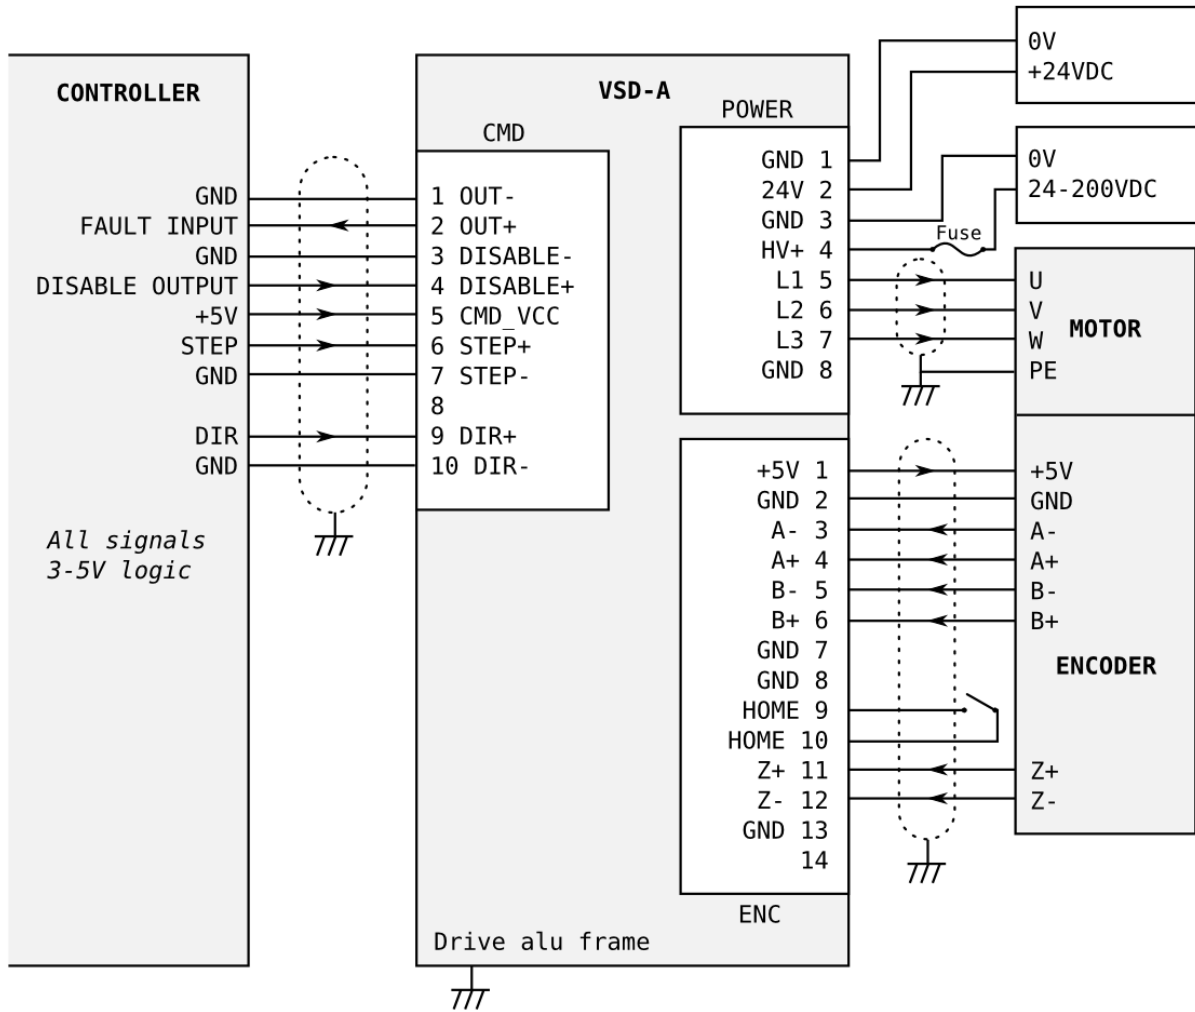 CONTROLLER
GND
FAULT INPUT
GND
DISABLE OUTPUT
+5V
STEP
GND
DIR
GND
All signals
3-5V logic
VSD-A
CMD
1 OUT-
2 OUT+
3 DISABLE-
4 DISABLE+
5 CMD_VCC
6 STEP+
7 STEP-
8
9 DIR+
10 DIR-
POWER
GND 1
24V 2
GND 3
HV+ 4
L1 5
L2 6
L3 7
GND 8
+5V 1
GND 2
A- 3
A+ 4
B- 5
B+ 6
GND 7
GND 8
HOME 9
HOME 10
Z+ 11
Z- 12
GND 13
14
ENC
Drive alu frame
0V
+24VDC
0V
24-200VDC
Fuse
U
V
W
PE
MOTOR
+5V
GND
A-
A+
B-
B+
ENCODER
Z+
Z-